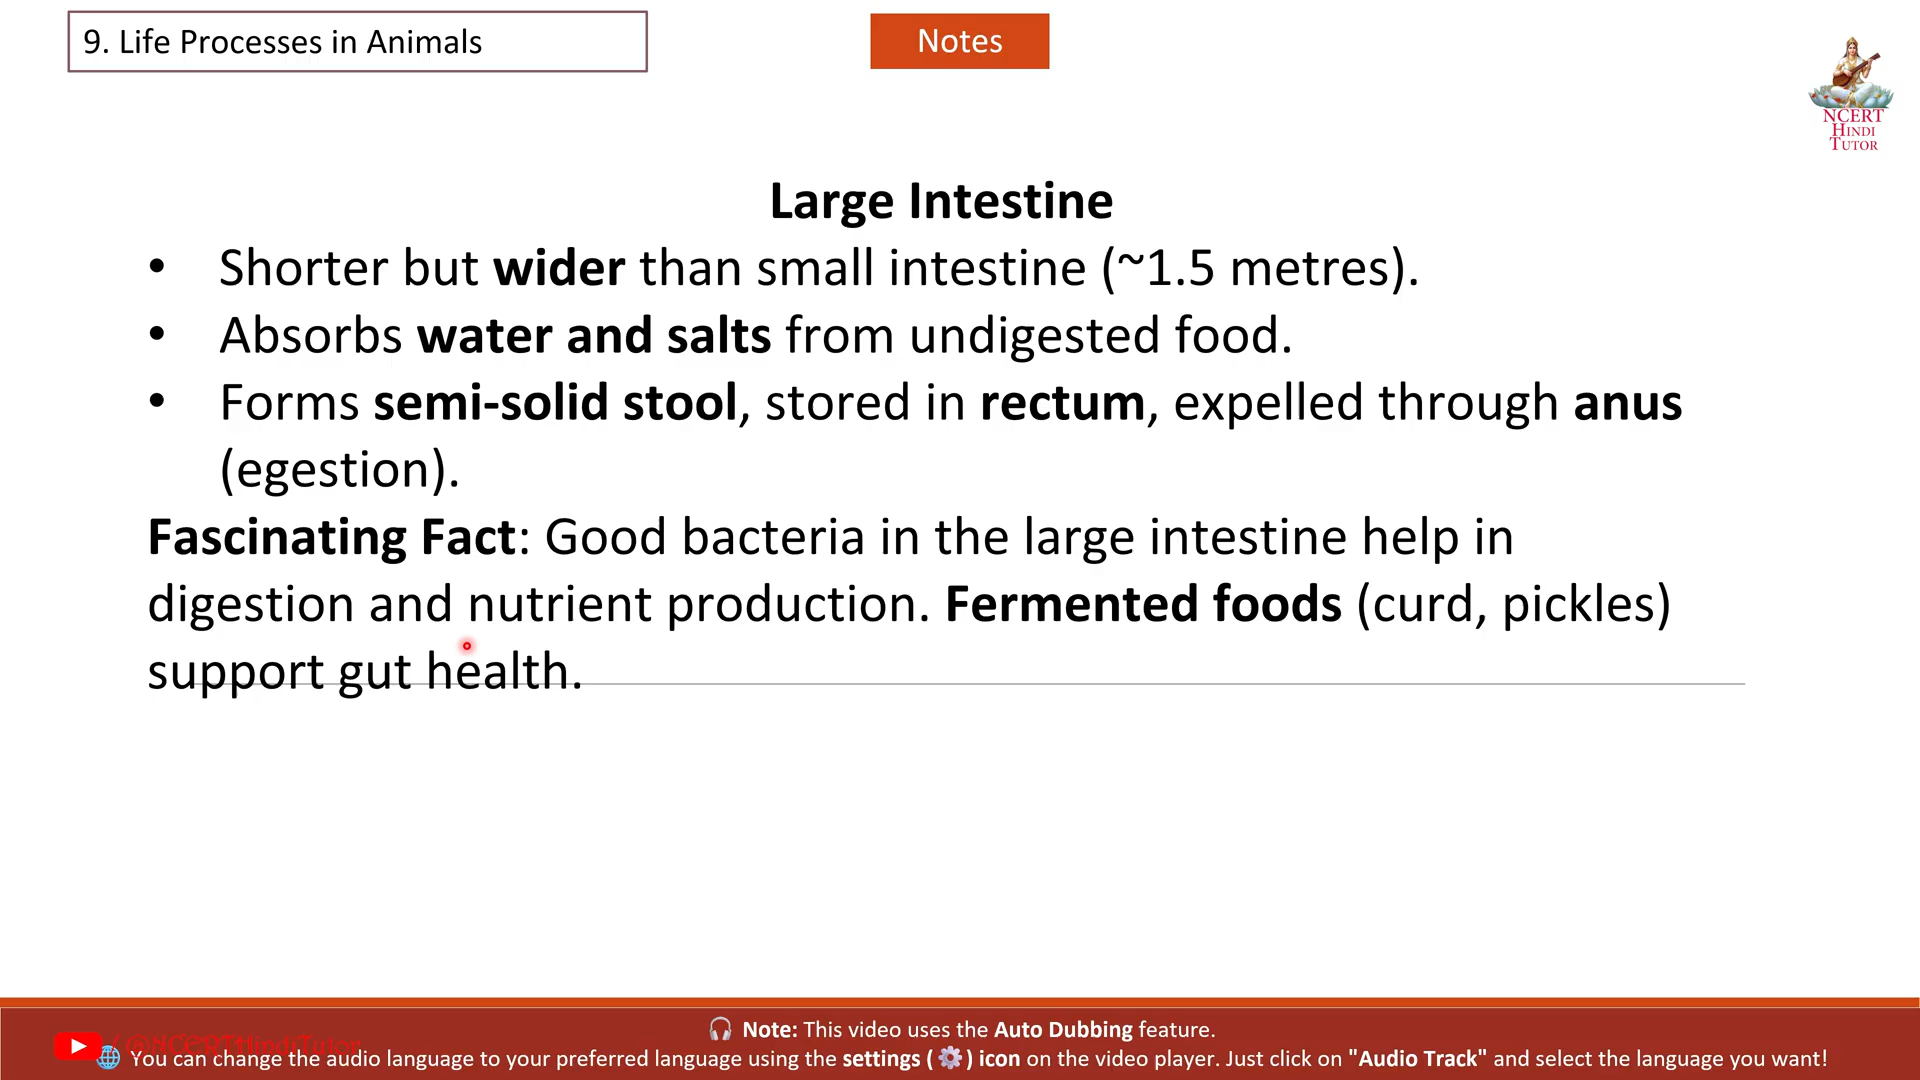 9. Life Processes in Animals
Notes
NCERT
HINDI
TUTOR
Large Intestine
• Shorter but wider than small intestine (~1.5 metres).
• Absorbs water and salts from undigested food.
• Forms semi-solid stool, stored in rectum, expelled through anus
(egestion).
Fascinating Fact: Good bacteria in the large intestine help in
digestion and nutrient production. Fermented foods (curd, pickles)
support gut health.
Note: This video uses the Auto Dubbing feature.
/@NCERTHindiTutor
You can change the audio language to your preferred language using the settings (⚙) icon on the video player. Just click on "Audio Track" and select the language you want!